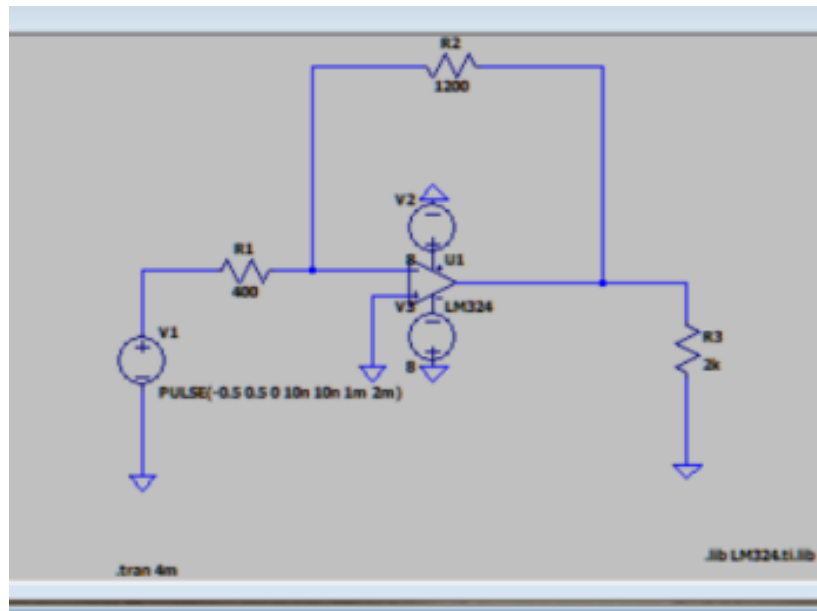 R2
1200
V2
R1
8
U1
400
V3
LM324
V1
R3
8
2k
PULSE(-0.5 0.5 0 10n 10n 1m 2m)
.tran 4m
.lib LM324.ti.lib